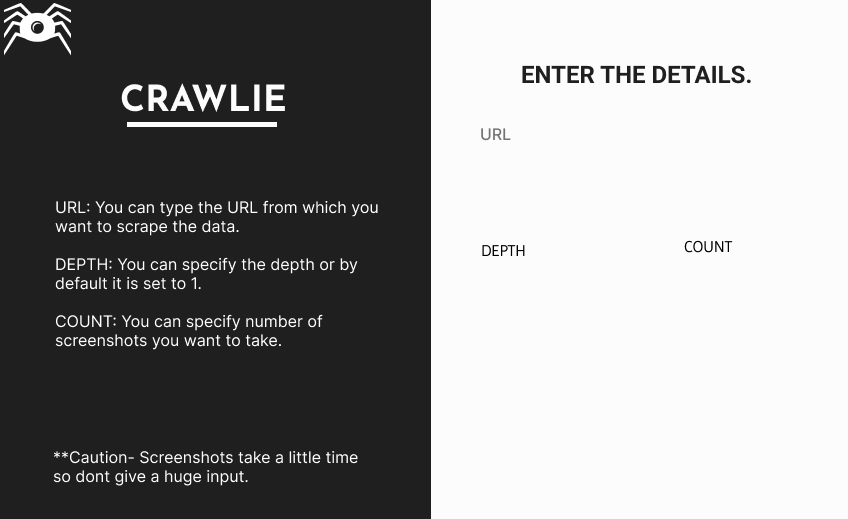 CRAWLIE
URL: You can type the URL from which you
want to scrape the data.
DEPTH: You can specify the depth or by
default it is set to 1.
COUNT: You can specify number of
screenshots you want to take.
**Caution- Screenshots take a little time
so dont give a huge input.
ENTER THE DETAILS.
URL
DEPTH
COUNT